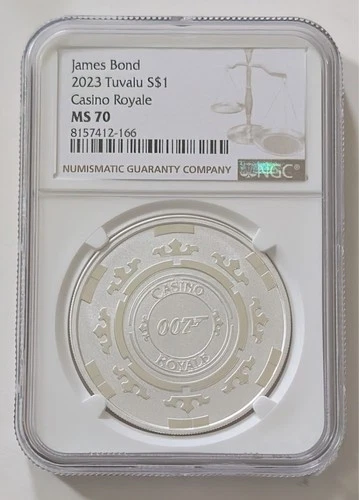 James Bond
2023 Tuvalu S$1
Casino Royale
MS 70
8157412-166
NUMISMATIC GUARANTY COMPANY
NGC®
CASINO
007
ROYALE